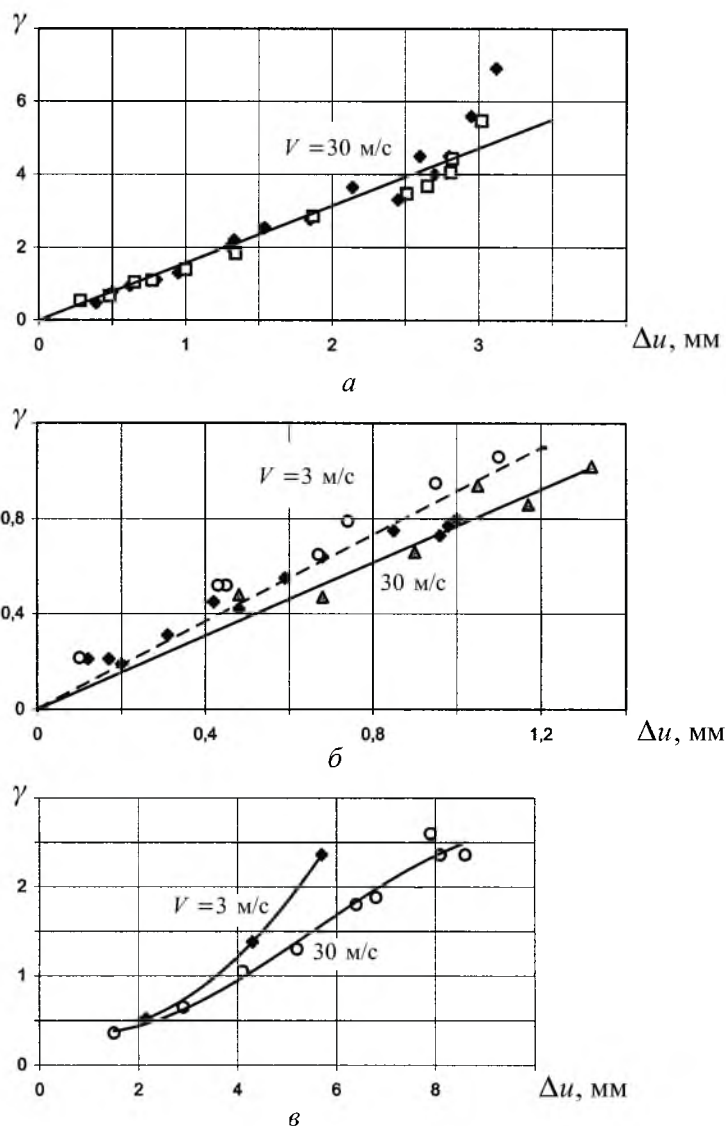 γ
6
V = 30 м/с
4
2
0
0 1 2 3 Δu, мм
а
γ
V = 3 м/с
0,8
30 м/с
0,4
0
0 0,4 0,8 1,2 Δu, мм
б
γ
2
V = 3 м/с
30 м/с
1
0
0 2 4 6 8 Δu, мм
в